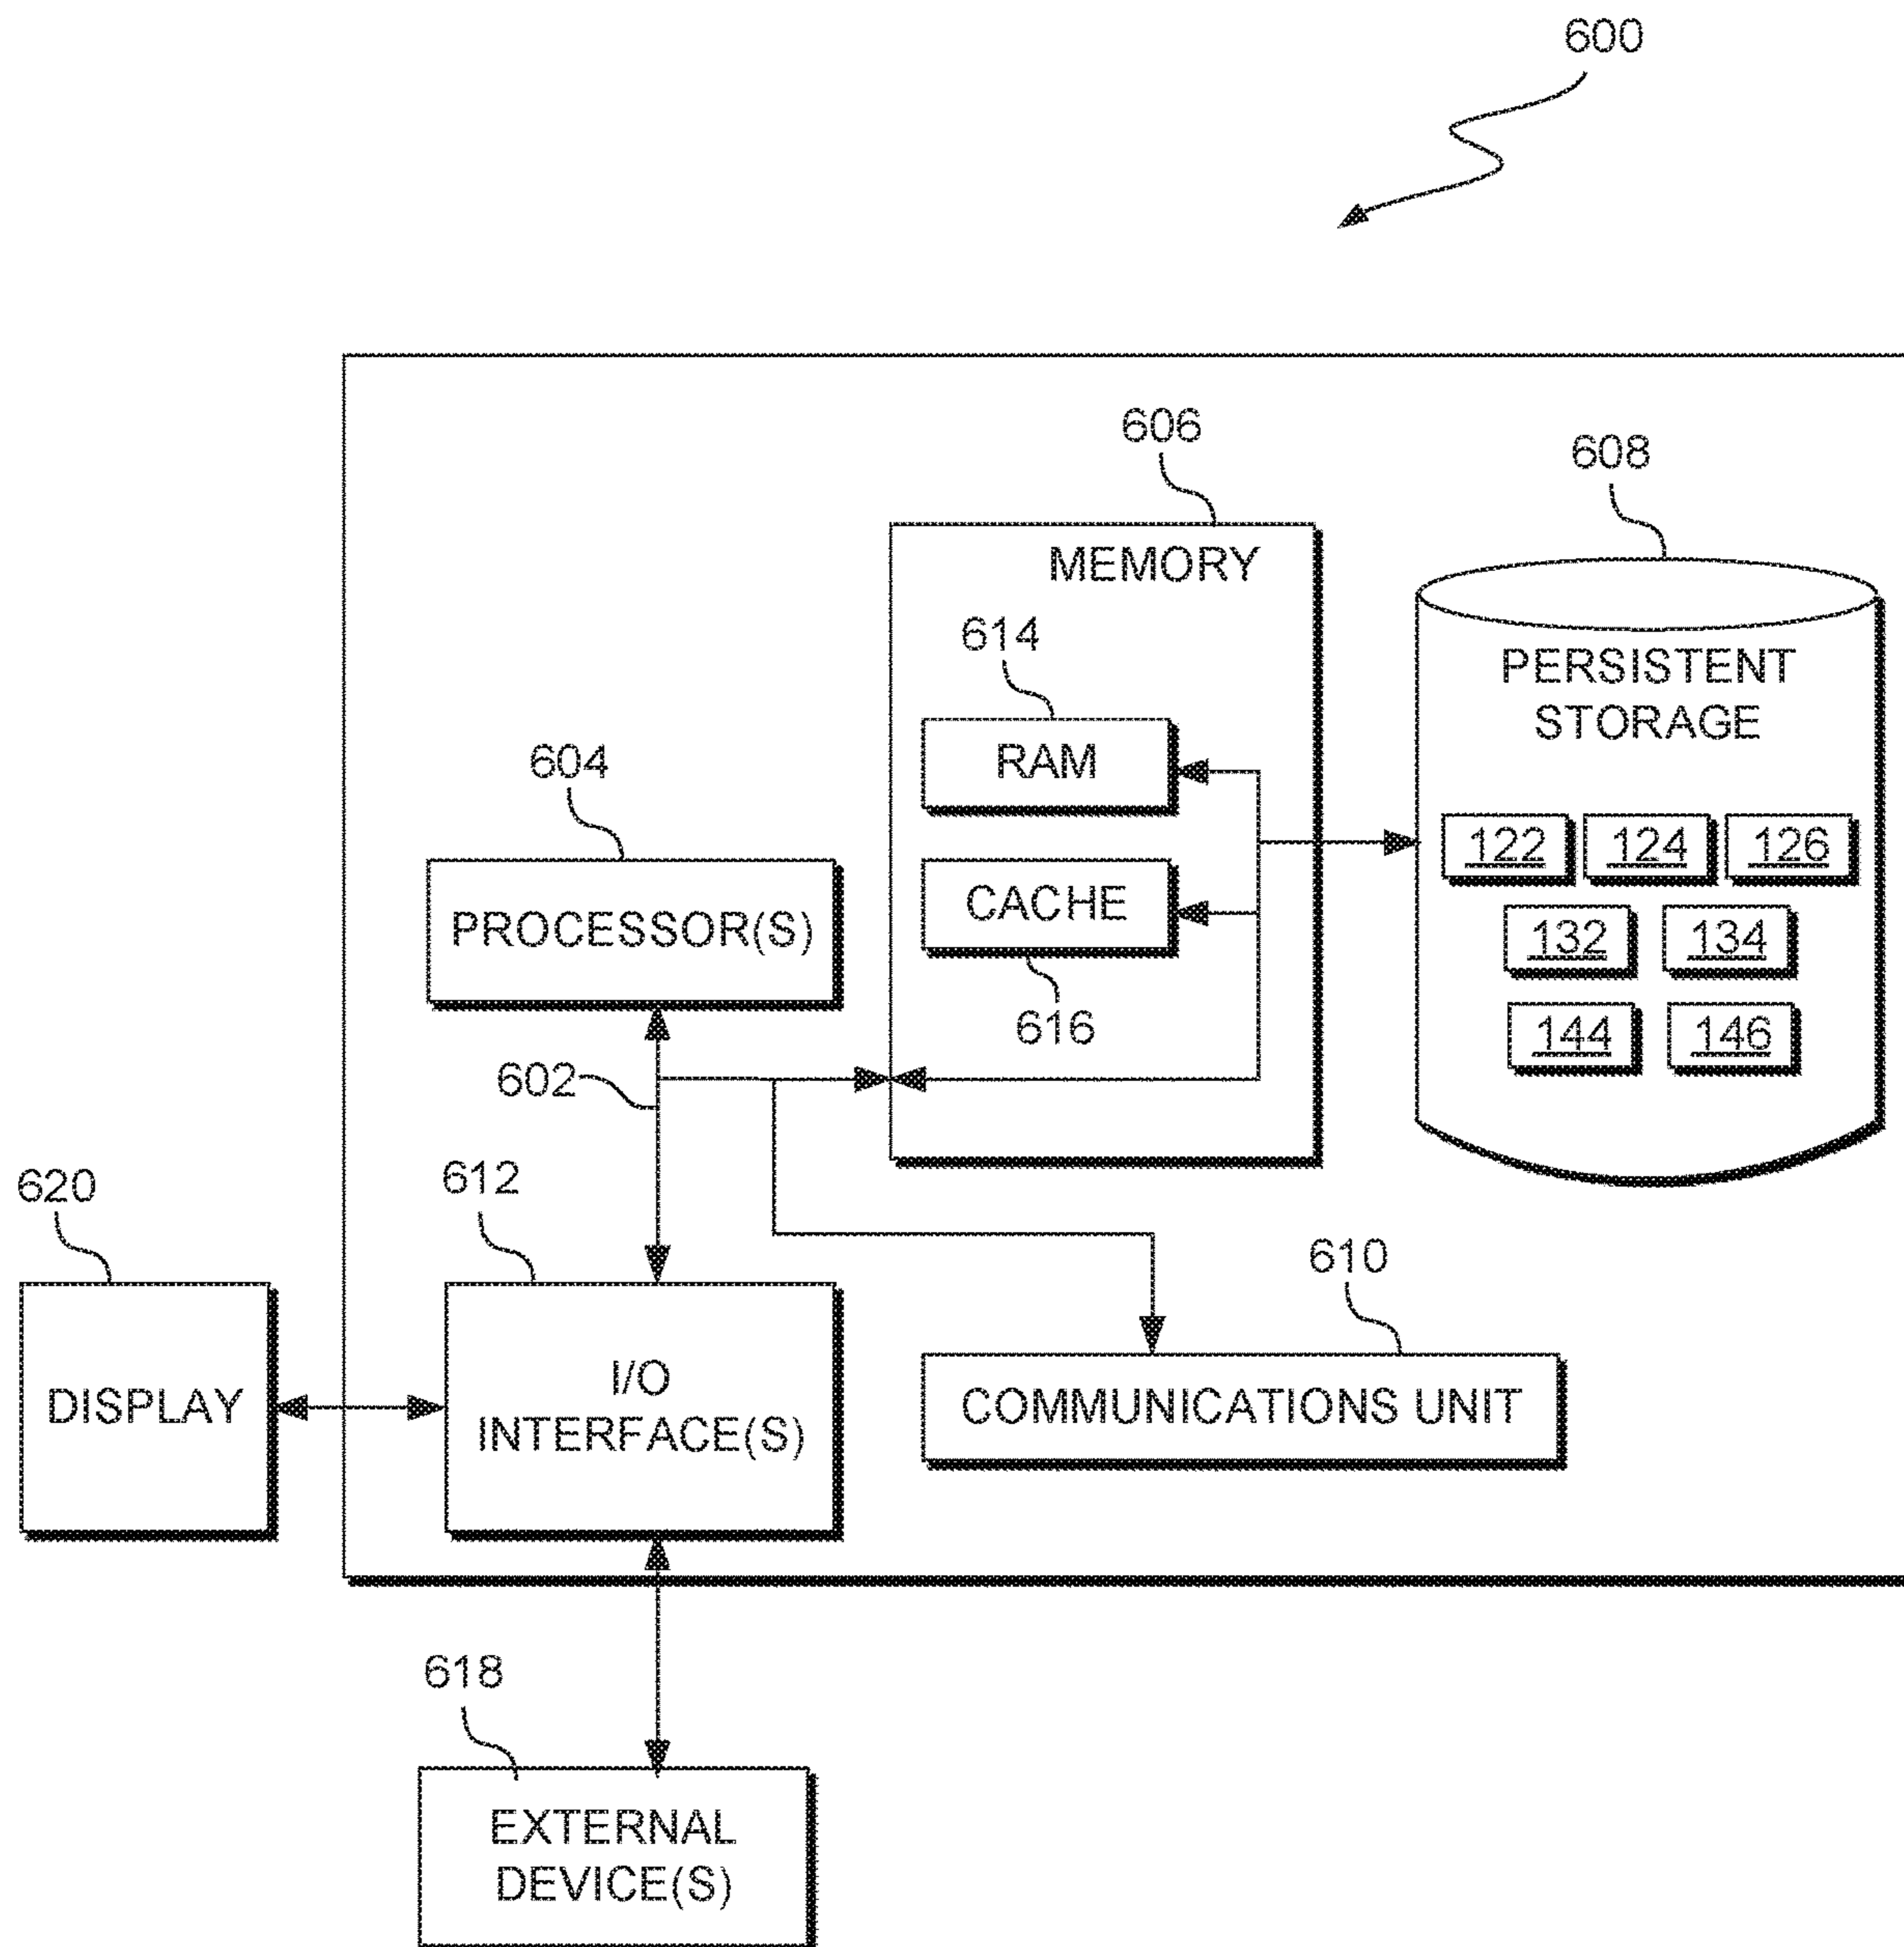 600
606
608
MEMORY
614
PERSISTENT
STORAGE
RAM
604
122 124 126
CACHE
PROCESSOR(S)
132 134
616
144 146
602
620
612
610
I/O
INTERFACE(S)
DISPLAY
COMMUNICATIONS UNIT
618
EXTERNAL
DEVICE(S)